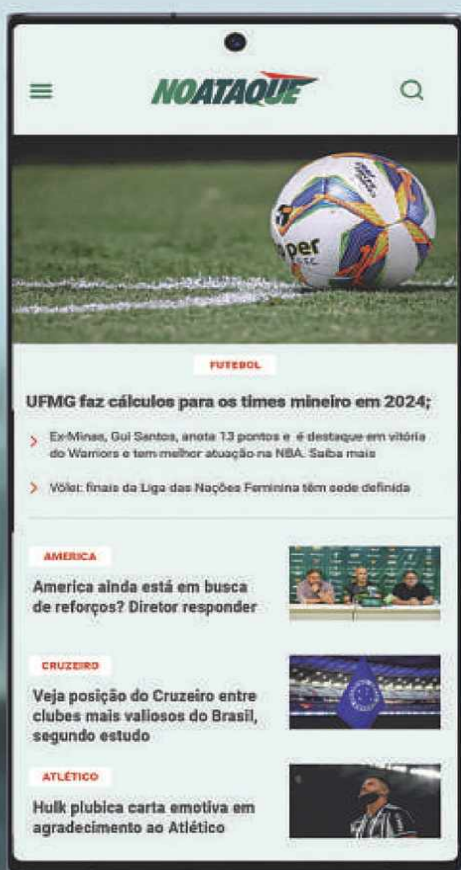 NOATAQUE
per
FUTEBOL
UFMG faz cálculos para os times mineiro em 2024;
Ex-Minas, Gui Santos, anota 13 pontos e é destaque em vitória
do Warriors e tem melhor atuação na NBA. Saiba mais
Vôlei: finais da Liga das Nações Feminina têm sede definida
AMERICA
America ainda está em busca
de reforços? Diretor responder
CRUZEIRO
Veja posição do Cruzeiro entre
clubes mais valiosos do Brasil,
segundo estudo
ATLÉTICO
Hulk plubica carta emotiva em
agradecimento ao Atlético